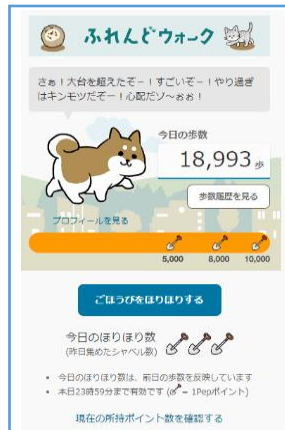 ふれんどウォーク
さぁ！大台を超えたぞー！すごいぞー！やり過ぎ
はキンモツだぞー！心配だゾ～ぉぉ！
今日の歩数
18,993 歩
歩数履歴を見る
プロフィールを見る
5,000 8,000 10,000
ごほうびをほりほりする
今日のほりほり数
(昨日集めたシャベル数)
• 今日のほりほり数は、前日の歩数を反映しています
• 本日23時59分まで有効です ( = 1Pepポイント)
現在の所持ポイント数を確認する